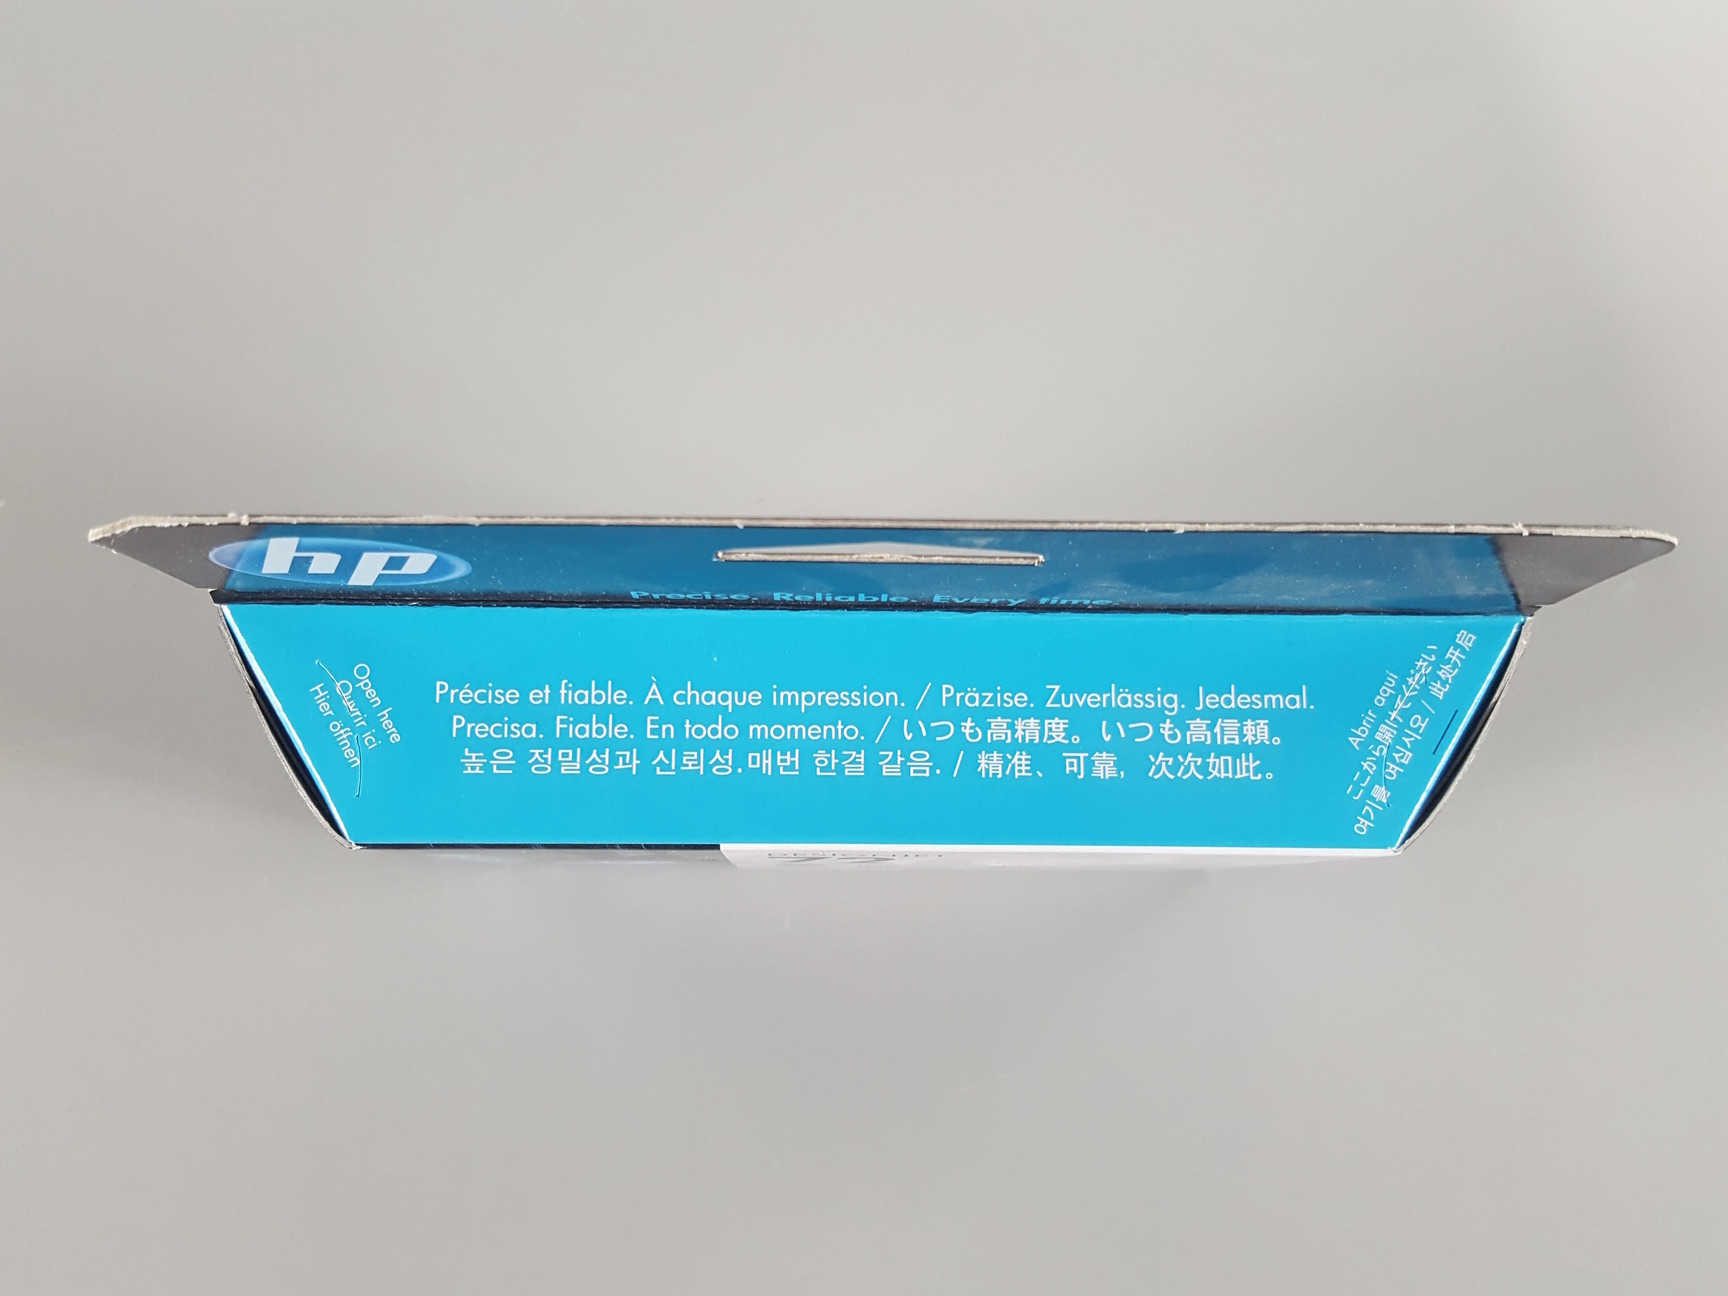 hp
Precise. Reliable. Every time.
Open here
Ouvrir ici
Hier öffnen
Précise et fiable. À chaque impression. / Präzise. Zuverlässig. Jedesmal.
Precisa. Fiable. En todo momento. / いつも高精度。いつも高信頼。
높은 정밀성과 신뢰성.매번 한결 같음. / 精准、可靠，次次如此。
Abrir aquí
ここから開けてください
여기를 여십시오 / 此处开启